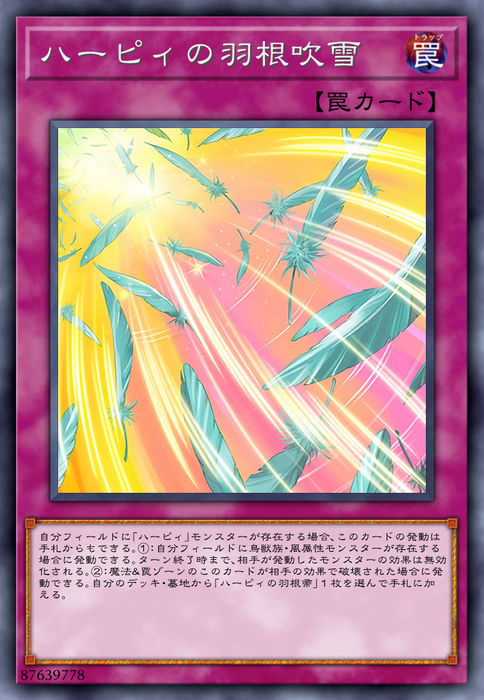 ハーピィの羽根吹雪
トラップ
罠
【罠カード】
自分フィールドに「ハーピィ」モンスターが存在する場合、このカードの発動は
手札からもできる。①:自分フィールドに鳥獣族・風属性モンスターが存在する
場合に発動できる。ターン終了時まで、相手が発動したモンスターの効果は無効
化される。②:魔法&罠ゾーンのこのカードが相手の効果で破壊された場合に発
動できる。自分のデッキ・墓地から「ハーピィの羽根帚」1枚を選んで手札に加
える。
87639778